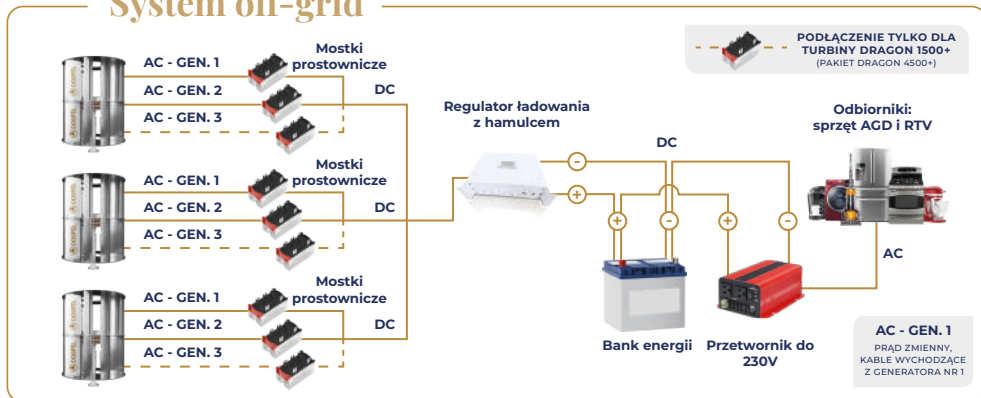 System off-grid
PODŁĄCZENIE TYLKO DLA
TURBINY DRAGON 1500+
(PAKIET DRAGON 4500+)
Mostki
prostownicze
AC - GEN. 1
AC - GEN. 2
AC - GEN. 3
DC
Mostki
prostownicze
AC - GEN. 1
AC - GEN. 2
AC - GEN. 3
DC
Mostki
prostownicze
AC - GEN. 1
AC - GEN. 2
AC - GEN. 3
DC
Regulator ładowania
z hamulcem
DC
-
+
+
-
+
-
Bank energii
Przetwornik do
230V
Odbiorniki:
sprzęt AGD i RTV
AC
AC - GEN. 1
PRĄD ZMIENNY,
KABLE WYCHODZĄCE
Z GENERATORA NR 1